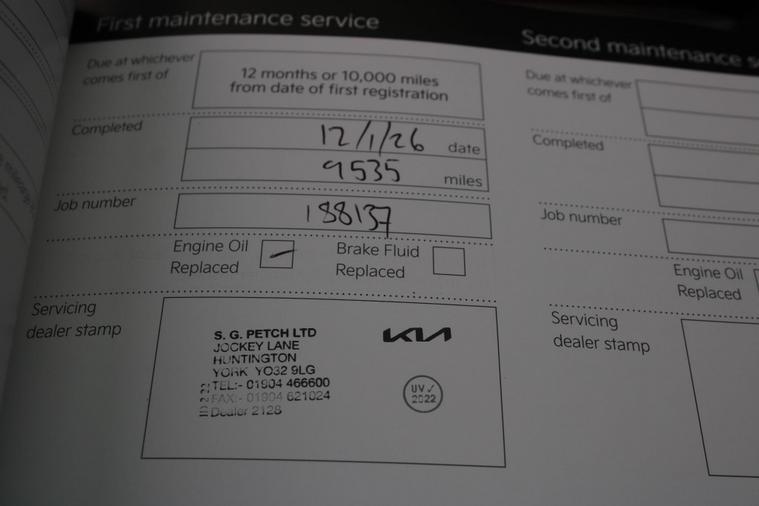 First maintenance service
Due at whichever
comes first of
12 months or 10,000 miles
from date of first registration
Completed
12/1/26 date
9535 miles
Job number
188137
Engine Oil
Replaced
Brake Fluid
Replaced
Servicing
dealer stamp
S. G. PETCH LTD
JOCKEY LANE
HUNTINGTON
YORK YO32 9LG
TEL:- 01904 466600
FAX:- 01904 621024
Dealer 2128
KIA
UV ✓
2022
Second maintenance s
Due at whichever
comes first of
Completed
Job number
Engine Oil
Replaced
Servicing
dealer stamp